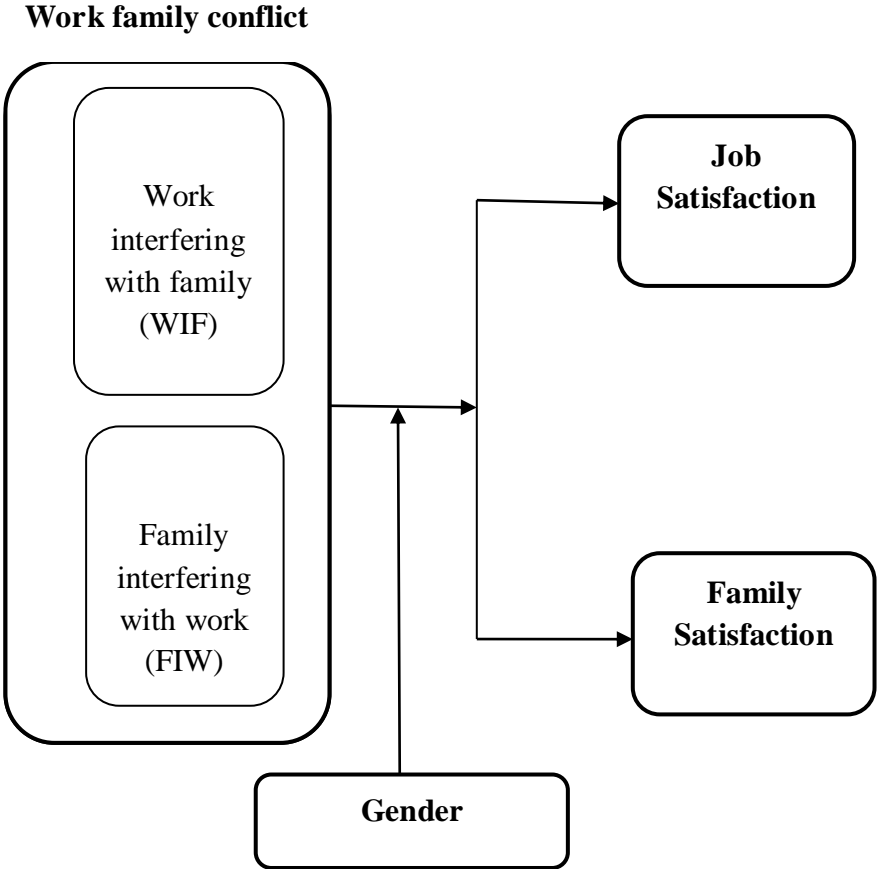 Work family conflict
Work
interfering
with family
(WIF)
Family
interfering
with work
(FIW)
Job
Satisfaction
Family
Satisfaction
Gender